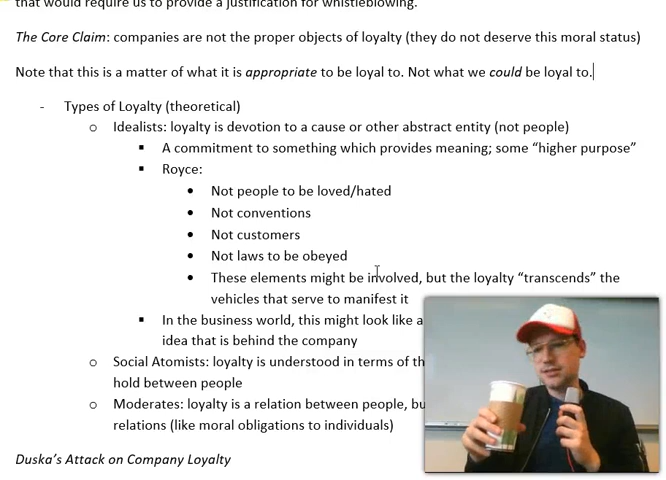 that would require us to provide a justification for whistleblowing.
The Core Claim: companies are not the proper objects of loyalty (they do not deserve this moral status)
Note that this is a matter of what it is appropriate to be loyal to. Not what we could be loyal to.
- Types of Loyalty (theoretical)
o Idealists: loyalty is devotion to a cause or other abstract entity (not people)
▪ A commitment to something which provides meaning; some “higher purpose”
▪ Royce:
• Not people to be loved/hated
• Not conventions
• Not customers
• Not laws to be obeyed
• These elements might be involved, but the loyalty “transcends” the
vehicles that serve to manifest it
▪ In the business world, this might look like a
idea that is behind the company
o Social Atomists: loyalty is understood in terms of
hold between people
o Moderates: loyalty is a relation between people,
relations (like moral obligations to individuals)
Duska’s Attack on Company Loyalty